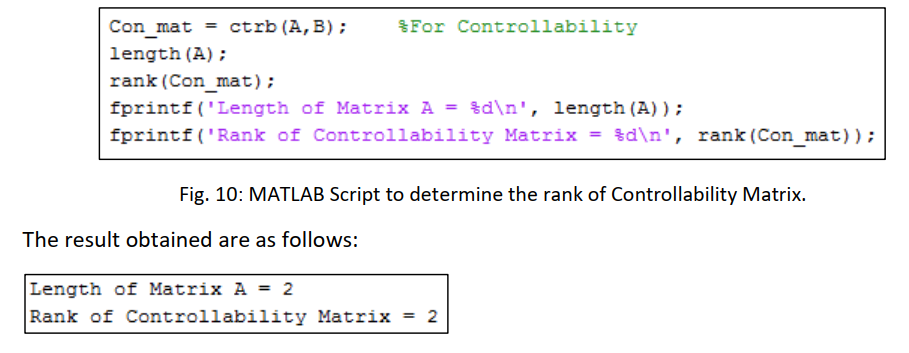 Con_mat = ctrb(A,B);    %For Controllability
length(A);
rank(Con_mat);
fprintf('Length of Matrix A = %d\n', length(A));
fprintf('Rank of Controllability Matrix = %d\n', rank(Con_mat));
Fig. 10: MATLAB Script to determine the rank of Controllability Matrix.
The result obtained are as follows:
Length of Matrix A = 2
Rank of Controllability Matrix = 2